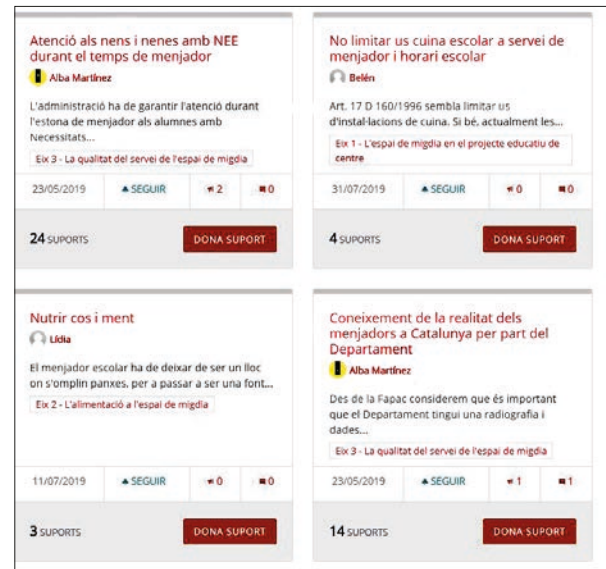 Atenció als nens i nenes amb NEE
durant el temps de menjador
Alba Martínez
L'administració ha de garantir l'atenció durant
l'estona de menjador als alumnes amb
Necessitats...
Eix 3 - La qualitat del servei de l'espai de migdia
23/05/2019 SEGUIR 2 0
24 SUPORTS DONA SUPORT
No limitar us cuina escolar a servei de
menjador i horari escolar
Belén
Art. 17 D 160/1996 sembla limitar us
d'instal·lacions de cuina. Si bé, actualment les...
Eix 1 - L'espai de migdia en el projecte educatiu de
centre
31/07/2019 SEGUIR 0 0
4 SUPORTS DONA SUPORT
Nutrir cos i ment
Lídia
El menjador escolar ha de deixar de ser un lloc
on s'omplin panxes, per a passar a ser una font...
Eix 2 - L'alimentació a l'espai de migdia
11/07/2019 SEGUIR 0 0
3 SUPORTS DONA SUPORT
Coneixement de la realitat dels
menjadors a Catalunya per part del
Departament
Alba Martínez
Des de la Fapac considerem que és important
que el Departament tingui una radiografia i
dades...
Eix 3 - La qualitat del servei de l'espai de migdia
23/05/2019 SEGUIR 1 1
14 SUPORTS DONA SUPORT